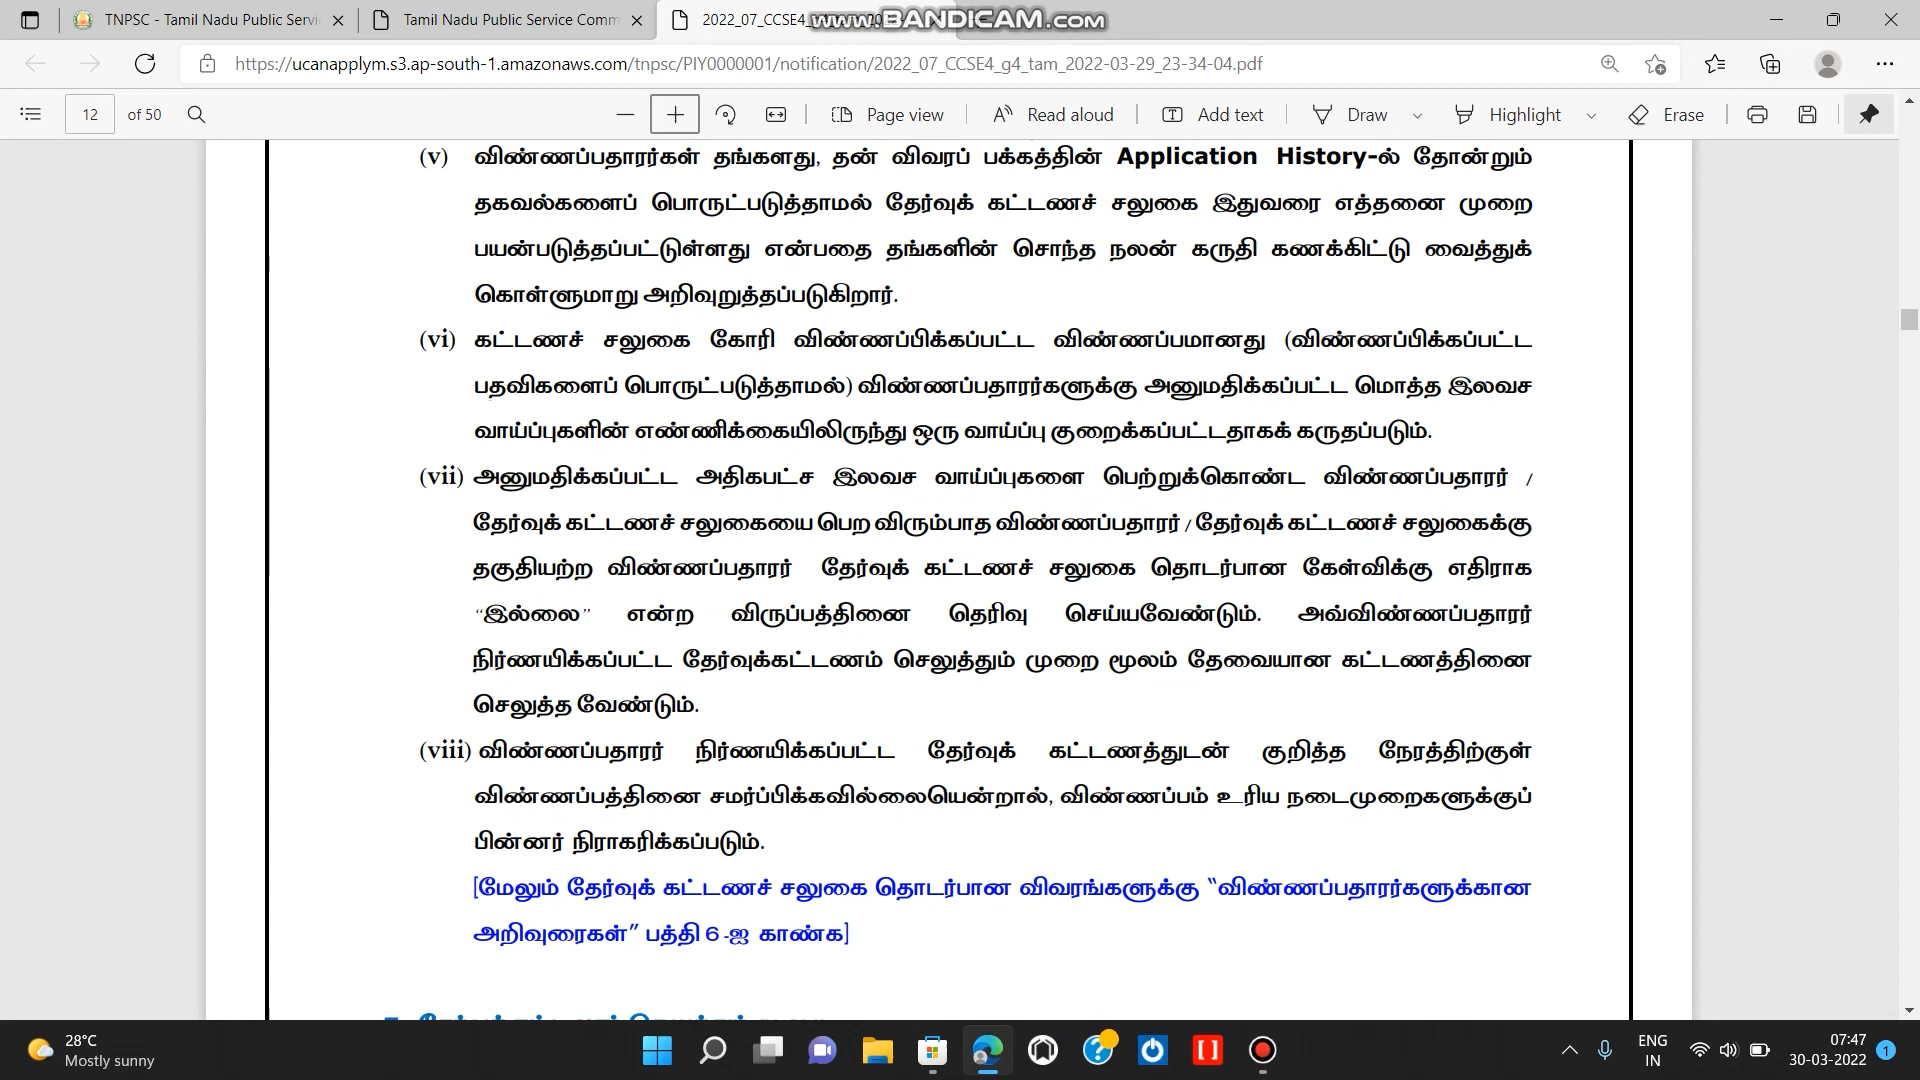 TNPSC - Tamil Nadu Public Servi
Tamil Nadu Public Service Comm
2022_07_CCSE4_
www.BANDICAM.com
https://ucanapplym.s3.ap-south-1.amazonaws.com/tnpsc/PIY0000001/notification/2022_07_CCSE4_g4_tam_2022-03-29_23-34-04.pdf
12 of 50
Page view
Read aloud
Add text
Draw
Highlight
Erase
(v) விண்ணப்பதாரர்கள் தங்களது, தன் விவரப் பக்கத்தின் Application History-ல் தோன்றும்
தகவல்களைப் பொருட்படுத்தாமல் தேர்வுக் கட்டணச் சலுகை இதுவரை எத்தனை முறை
பயன்படுத்தப்பட்டுள்ளது என்பதை தங்களின் சொந்த நலன் கருதி கணக்கிட்டு வைத்துக்
கொள்ளுமாறு அறிவுறுத்தப்படுகிறார்.
(vi) கட்டணச் சலுகை கோரி விண்ணப்பிக்கப்பட்ட விண்ணப்பமானது (விண்ணப்பிக்கப்பட்ட
பதவிகளைப் பொருட்படுத்தாமல்) விண்ணப்பதாரர்களுக்கு அனுமதிக்கப்பட்ட மொத்த இலவச
வாய்ப்புகளின் எண்ணிக்கையிலிருந்து ஒரு வாய்ப்பு குறைக்கப்பட்டதாகக் கருதப்படும்.
(vii) அனுமதிக்கப்பட்ட அதிகபட்ச இலவச வாய்ப்புகளை பெற்றுக்கொண்ட விண்ணப்பதாரர் /
தேர்வுக் கட்டணச் சலுகையை பெற விரும்பாத விண்ணப்பதாரர் / தேர்வுக் கட்டணச் சலுகைக்கு
தகுதியற்ற விண்ணப்பதாரர் தேர்வுக் கட்டணச் சலுகை தொடர்பான கேள்விக்கு எதிராக
“இல்லை” என்ற விருப்பத்தினை தெரிவு செய்யவேண்டும். அவ்விண்ணப்பதாரர்
நிர்ணயிக்கப்பட்ட தேர்வுக்கட்டணம் செலுத்தும் முறை மூலம் தேவையான கட்டணத்தினை
செலுத்த வேண்டும்.
(viii) விண்ணப்பதாரர் நிர்ணயிக்கப்பட்ட தேர்வுக் கட்டணத்துடன் குறித்த நேரத்திற்குள்
விண்ணப்பத்தினை சமர்ப்பிக்கவில்லையென்றால், விண்ணப்பம் உரிய நடைமுறைகளுக்குப்
பின்னர் நிராகரிக்கப்படும்.
[மேலும் தேர்வுக் கட்டணச் சலுகை தொடர்பான விவரங்களுக்கு “விண்ணப்பதாரர்களுக்கான
அறிவுரைகள்” பத்தி 6 -ஐ காண்க]
28°C
Mostly sunny
ENG
IN
07:47
30-03-2022
1